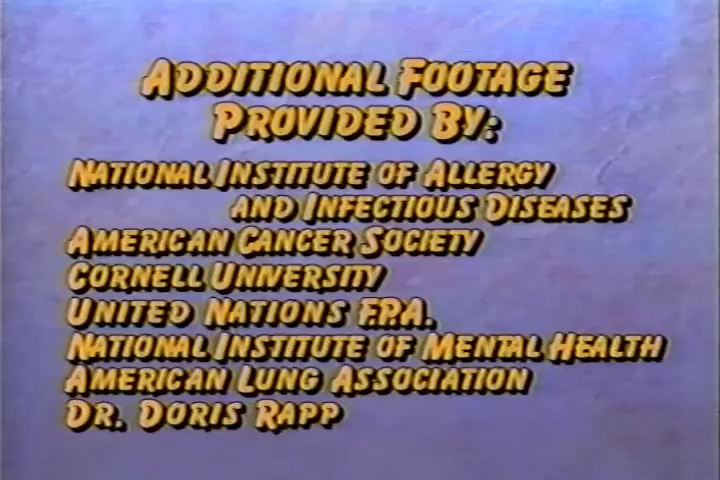 ADDITIONAL FOOTAGE
PROVIDED BY:
NATIONAL INSTITUTE OF ALLERGY
AND INFECTIOUS DISEASES
AMERICAN CANCER SOCIETY
CORNELL UNIVERSITY
UNITED NATIONS F.P.A.
NATIONAL INSTITUTE OF MENTAL HEALTH
AMERICAN LUNG ASSOCIATION
DR. DORIS RAPP